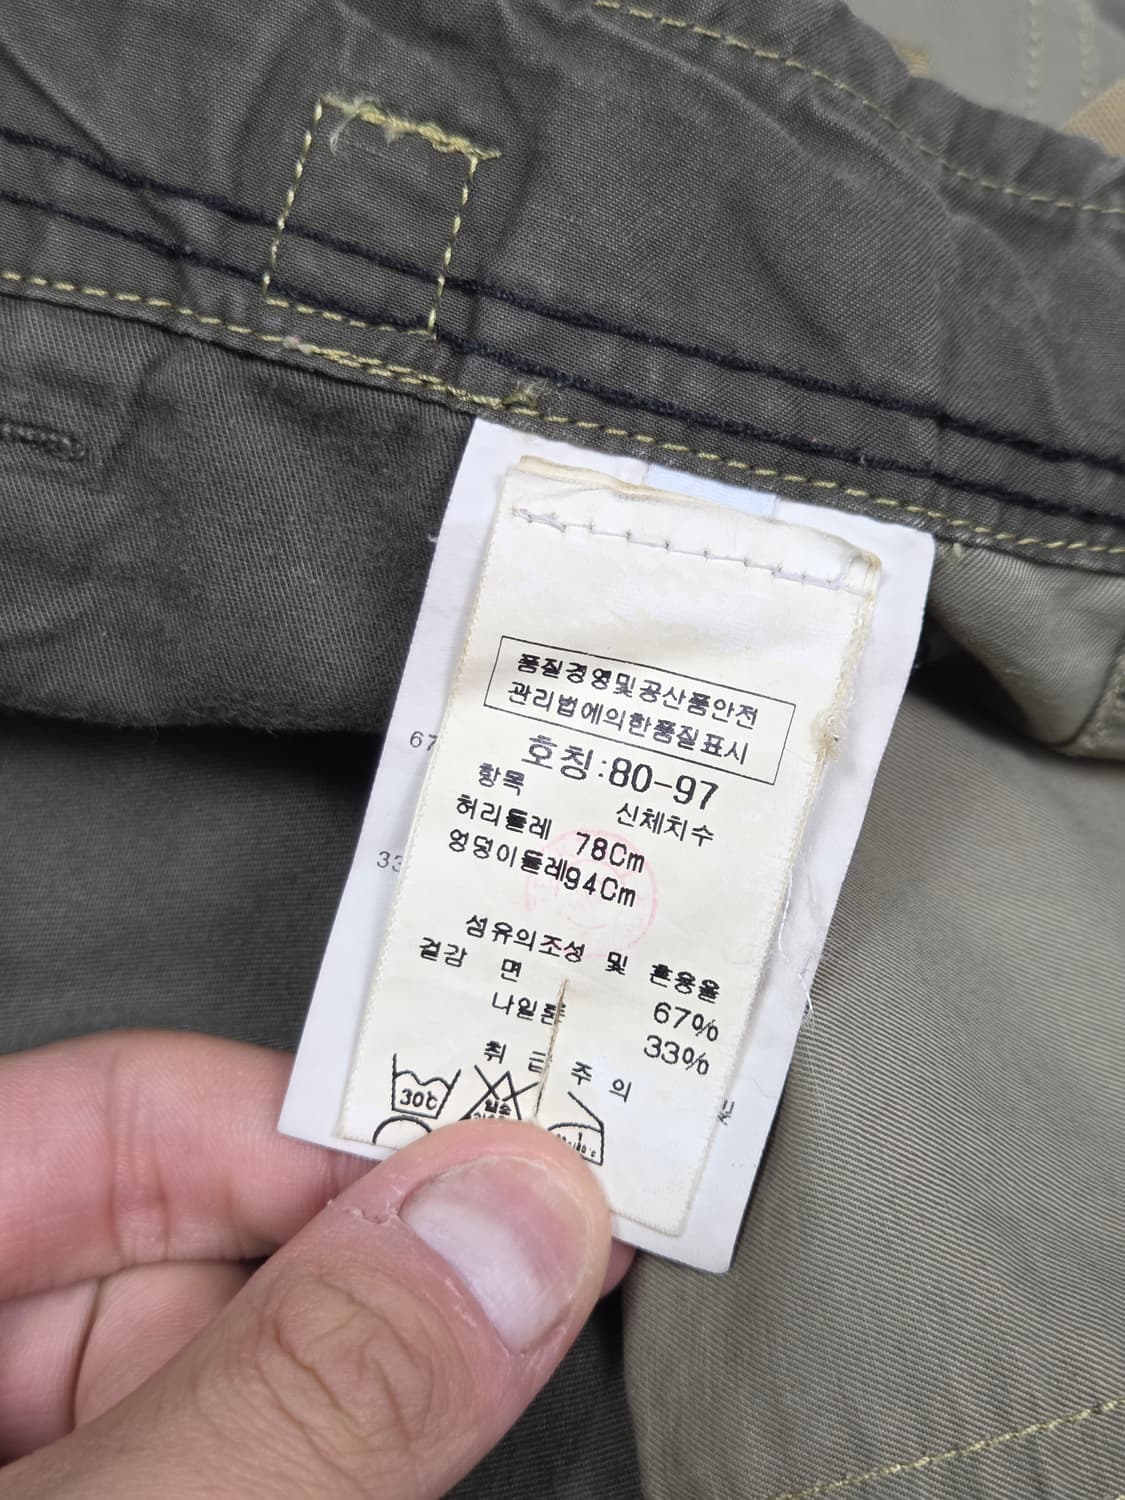 품질경영및공산품안전
관리법에의한품질표시
호칭:80-97
항목 신체치수
허리둘레 78Cm
엉덩이둘레94Cm
섬유의조성 및 혼용율
겉감 면 67%
나일론 33%
취급주의
30℃
67
33